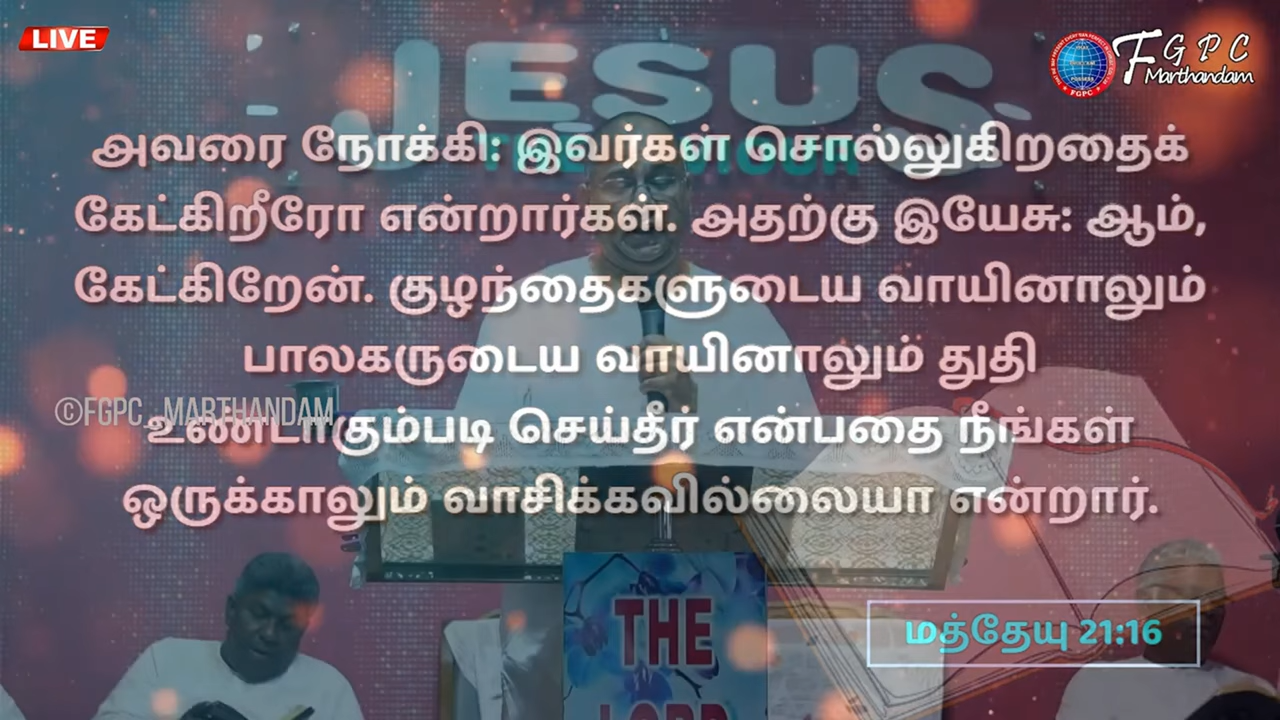 LIVE
JESUS
F G P C
Marthandam
FGPC
அவரை நோக்கி: இவர்கள் சொல்லுகிறதைக்
கேட்கிறீரோ என்றார்கள். அதற்கு இயேசு: ஆம்,
கேட்கிறேன். குழந்தைகளுடைய வாயினாலும்
பாலகருடைய வாயினாலும் துதி
©FGPC_MARTHANDAM
உண்டாகும்படி செய்தீர் என்பதை நீங்கள்
ஒருக்காலும் வாசிக்கவில்லையா என்றார்.
THE
LORD
மத்தேயு 21:16